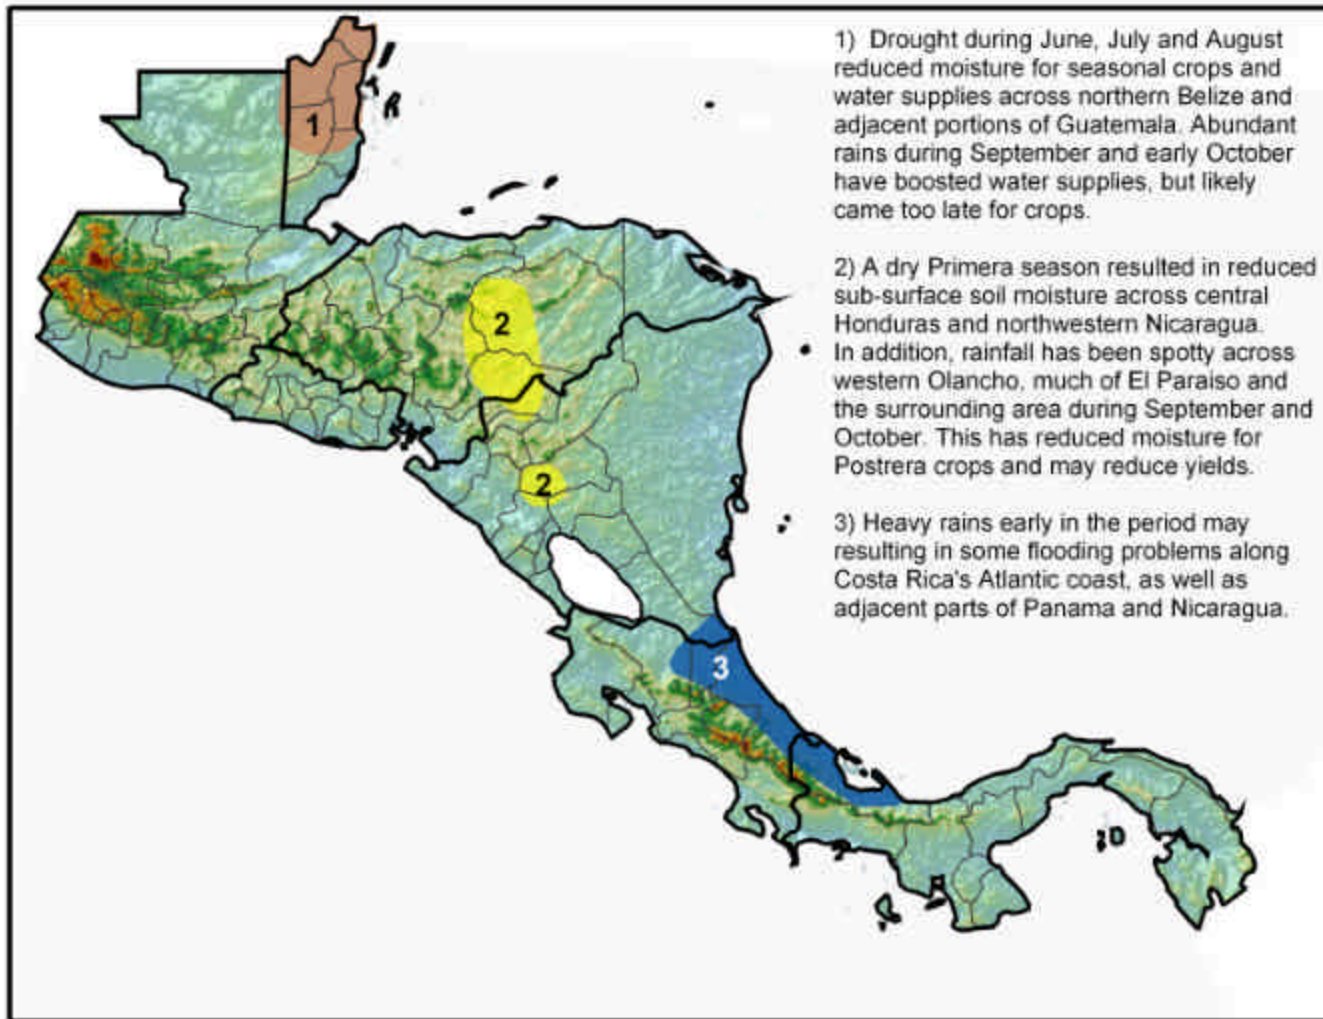 1) Drought during June, July and August
reduced moisture for seasonal crops and
water supplies across northern Belize and
adjacent portions of Guatemala. Abundant
rains during September and early October
have boosted water supplies, but likely
came too late for crops.
2) A dry Primera season resulted in reduced
sub-surface soil moisture across central
Honduras and northwestern Nicaragua.
In addition, rainfall has been spotty across
western Olancho, much of El Paraiso and
the surrounding area during September and
October. This has reduced moisture for
Postrera crops and may reduce yields.
3) Heavy rains early in the period may
resulting in some flooding problems along
Costa Rica's Atlantic coast, as well as
adjacent parts of Panama and Nicaragua.
1
2
2
3